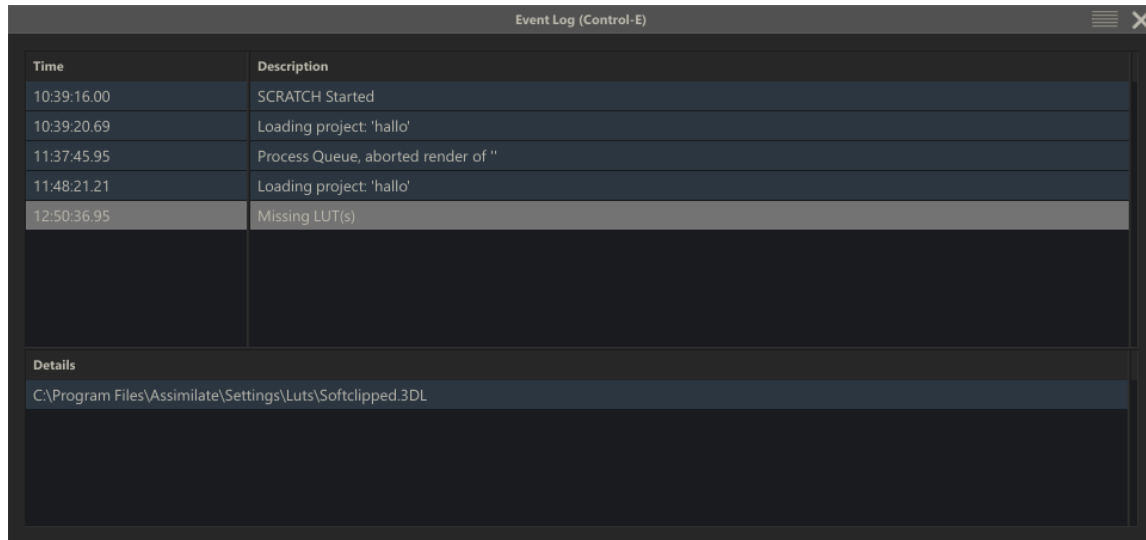 Event Log (Control-E)
Time Description
10:39:16.00 SCRATCH Started
10:39:20.69 Loading project: 'hallo'
11:37:45.95 Process Queue, aborted render of ''
11:48:21.21 Loading project: 'hallo'
12:50:36.95 Missing LUT(s)
Details
C:\Program Files\Assimilate\Settings\Luts\Softclipped.3DL